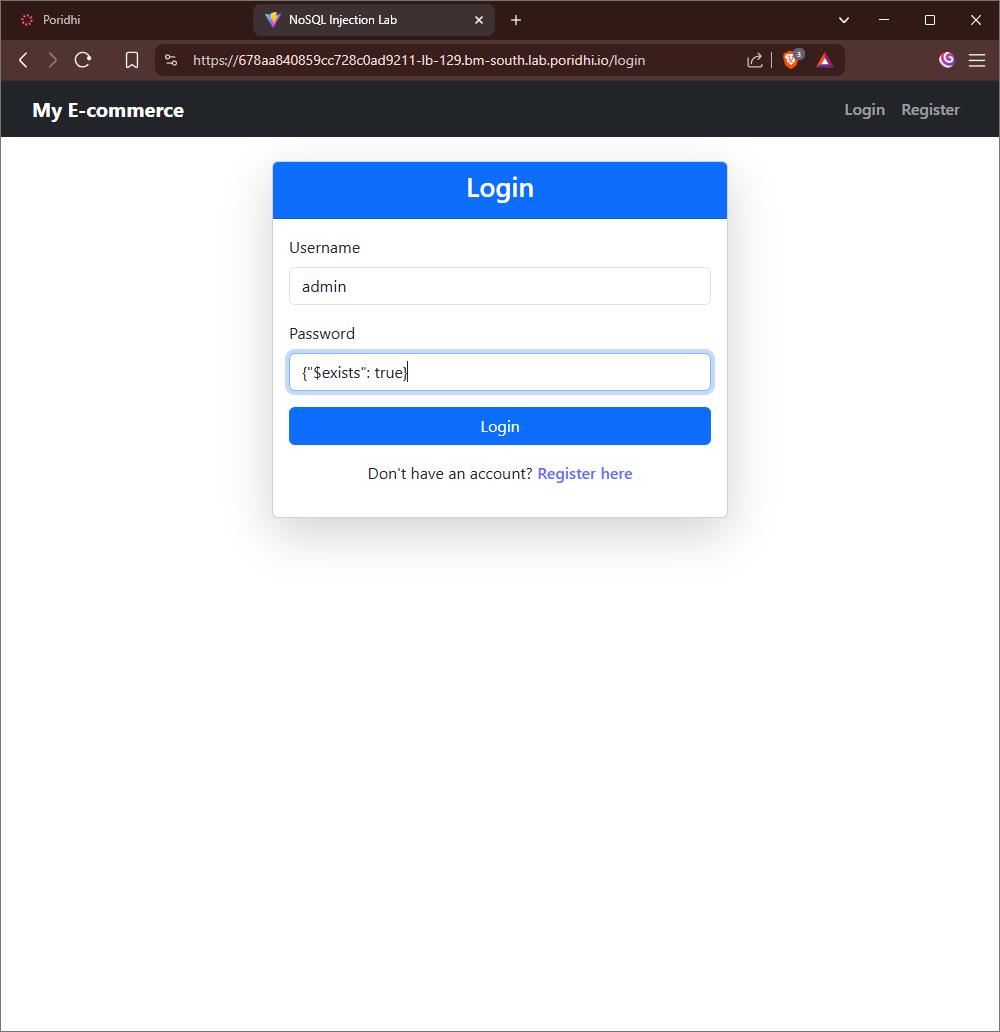 Poridhi
NoSQL Injection Lab
https://678aa840859cc728c0ad9211-lb-129.bm-south.lab.poridhi.io/login
3
My E-commerce
Login
Register
Login
Username
admin
Password
{"$exists": true}
Login
Don't have an account? Register here